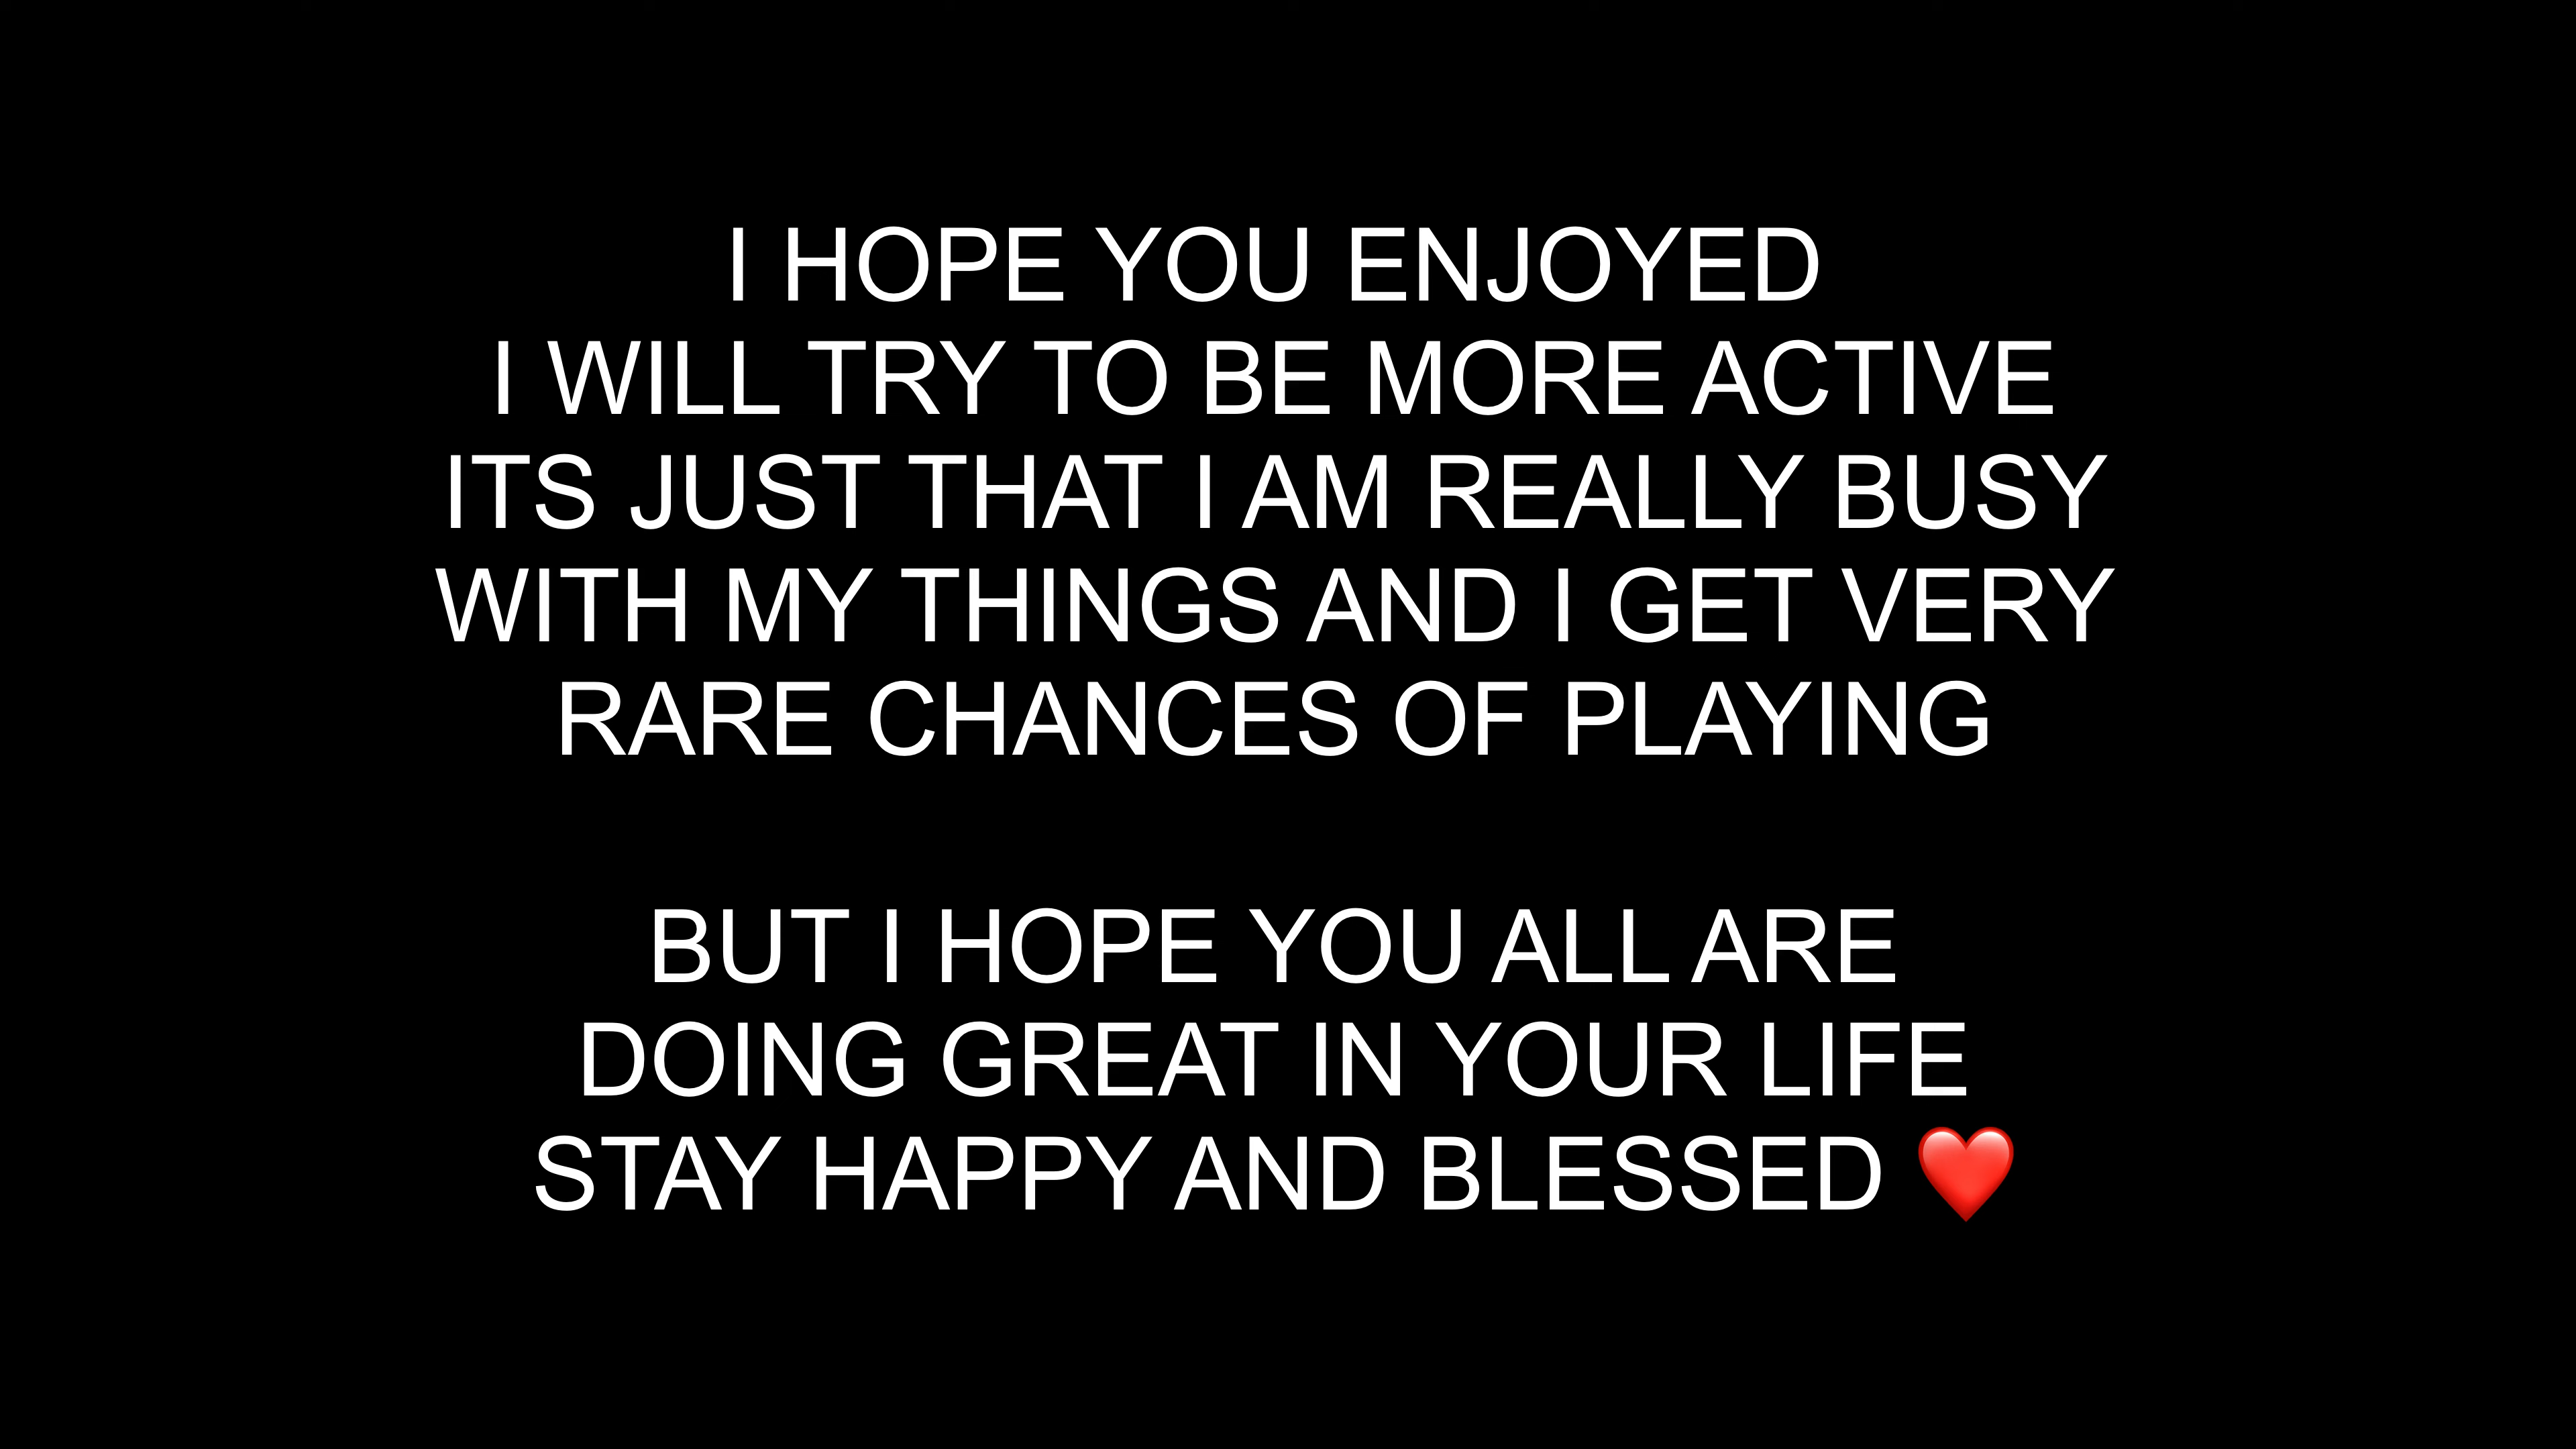 I HOPE YOU ENJOYED
I WILL TRY TO BE MORE ACTIVE
ITS JUST THAT I AM REALLY BUSY
WITH MY THINGS AND I GET VERY
RARE CHANCES OF PLAYING
BUT I HOPE YOU ALL ARE
DOING GREAT IN YOUR LIFE
STAY HAPPY AND BLESSED ❤️